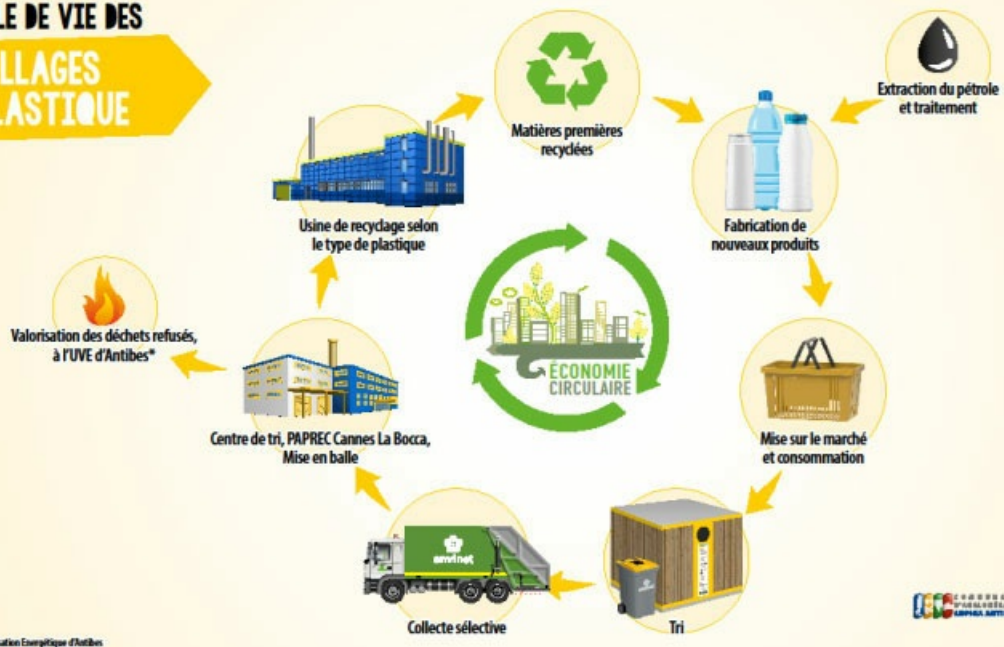 LE DE VIE DES
LLAGES
LASTIQUE
Matières premières
recyclées
Extraction du pétrole
et traitement
Usine de recyclage selon
le type de plastique
Fabrication de
nouveaux produits
Valorisation des déchets refusés,
à l'UVE d'Antibes*
ÉCONOMIE
CIRCULAIRE
Centre de tri, PAPREC Cannes La Bocca,
Mise en balle
Mise sur le marché
et consommation
envinet
Collecte sélective
Tri
sation Energétique d'Antibes